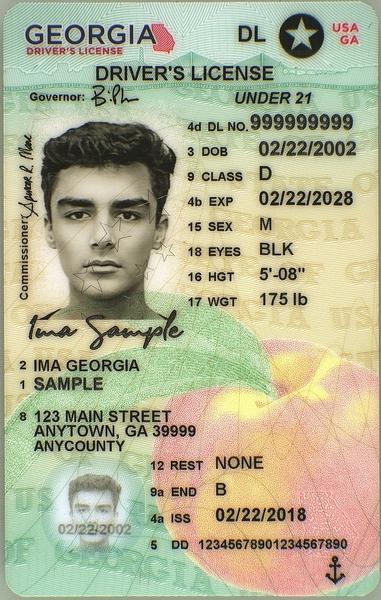 GEORGIA
DRIVER'S LICENSE
DL
USA
GA
DRIVER'S LICENSE
Governor:
UNDER 21
4d DL NO. 999999999
3 DOB 02/22/2002
9 CLASS D
4b EXP 02/22/2028
15 SEX M
18 EYES BLK
16 HGT 5'-08"
17 WGT 175 lb
Commissioner:
Ima Sample
2 IMA GEORGIA
1 SAMPLE
8 123 MAIN STREET
ANYTOWN, GA 39999
ANYCOUNTY
12 REST NONE
9a END B
4a ISS 02/22/2018
5 DD 12345678901234567890
02/22/2002